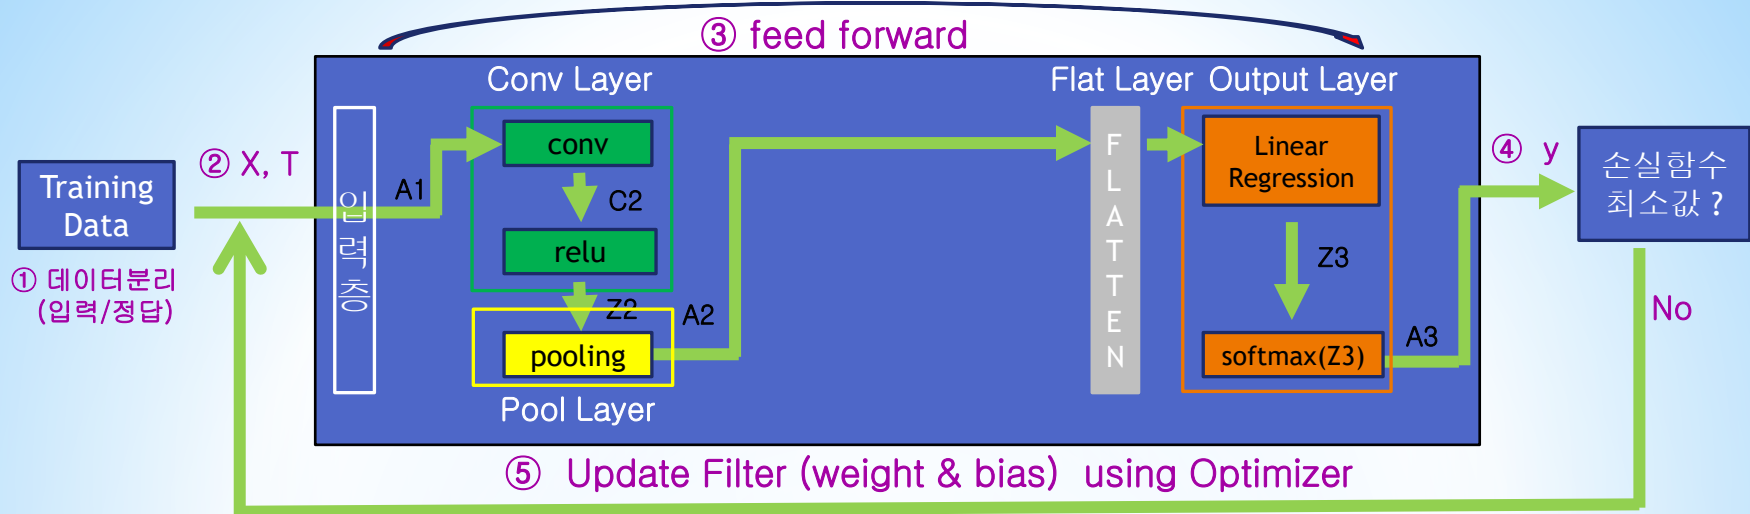 ③ feed forward
Conv Layer
Flat Layer
Output Layer
Training
Data
① 데이터분리
(입력/정답)
② X, T
입력층
A1
conv
C2
relu
Z2
pooling
Pool Layer
A2
FLATTEN
Linear
Regression
Z3
softmax(Z3)
A3
④ y
손실함수
최소값 ?
No
⑤ Update Filter (weight & bias) using Optimizer